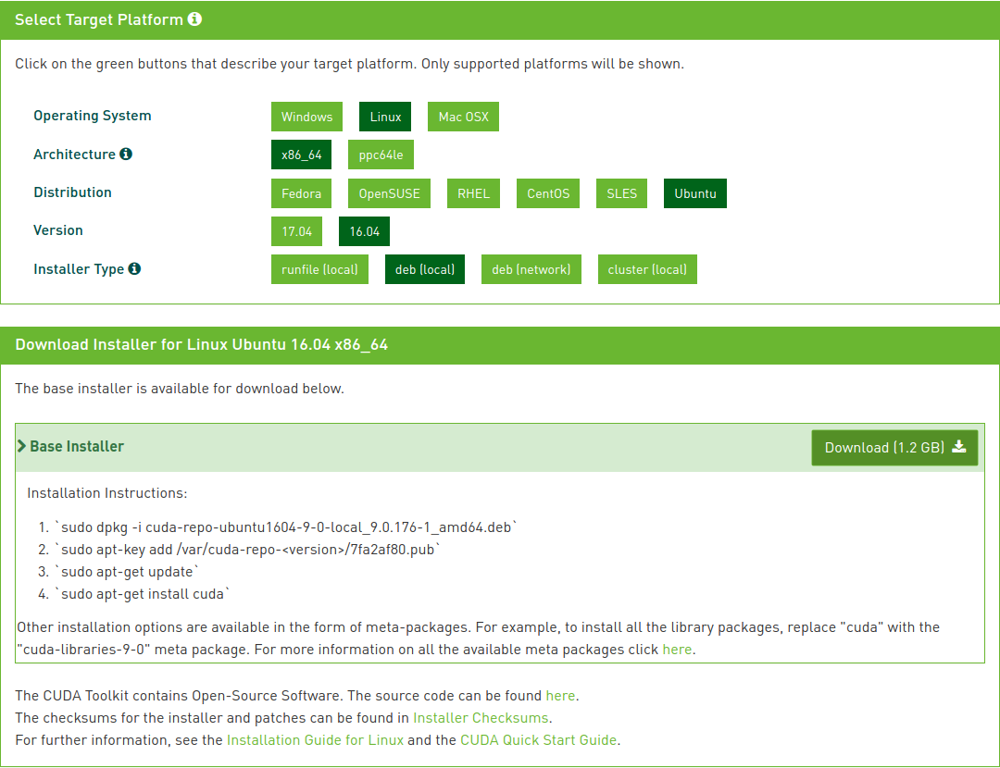 Select Target Platform
Click on the green buttons that describe your target platform. Only supported platforms will be shown.
Operating System Windows Linux Mac OSX
Architecture x86_64 ppc64le
Distribution Fedora OpenSUSE RHEL CentOS SLES Ubuntu
Version 17.04 16.04
Installer Type runfile (local) deb (local) deb (network) cluster (local)
Download Installer for Linux Ubuntu 16.04 x86_64
The base installer is available for download below.
Base Installer Download (1.2 GB)
Installation Instructions:
1. `sudo dpkg -i cuda-repo-ubuntu1604-9-0-local_9.0.176-1_amd64.deb`
2. `sudo apt-key add /var/cuda-repo-<version>/7fa2af80.pub`
3. `sudo apt-get update`
4. `sudo apt-get install cuda`
Other installation options are available in the form of meta-packages. For example, to install all the library packages, replace "cuda" with the
"cuda-libraries-9-0" meta package. For more information on all the available meta packages click here.
The CUDA Toolkit contains Open-Source Software. The source code can be found here.
The checksums for the installer and patches can be found in Installer Checksums.
For further information, see the Installation Guide for Linux and the CUDA Quick Start Guide.